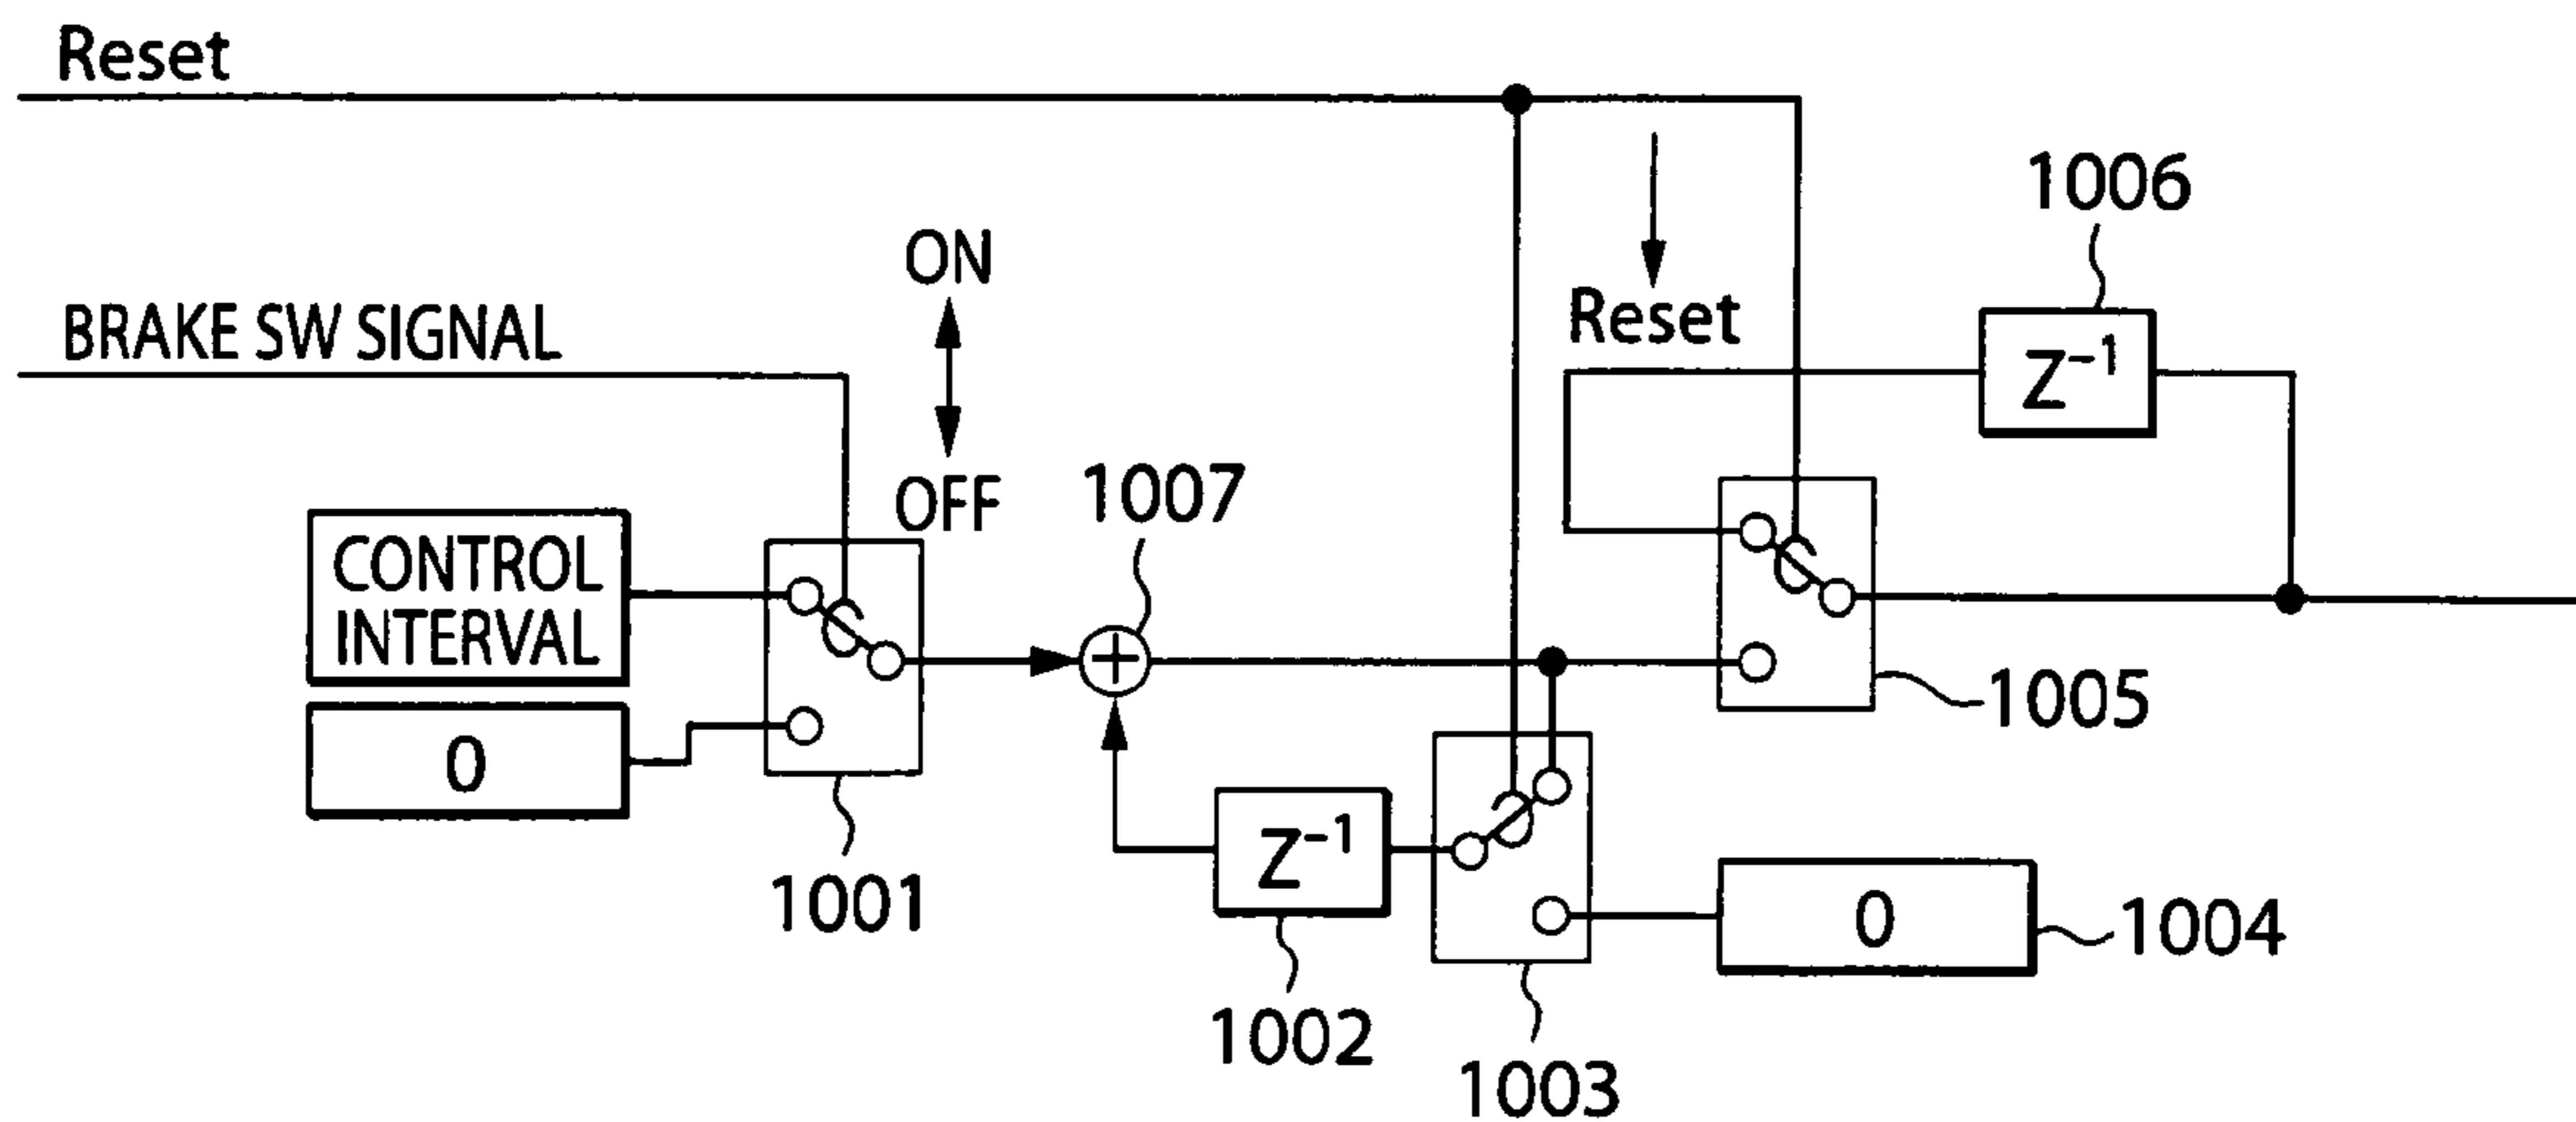 Reset
1006
ON
Reset
BRAKE SW SIGNAL
Z⁻¹
OFF
1007
CONTROL
INTERVAL
1005
0
Z⁻¹
0
1004
1001
1002
1003